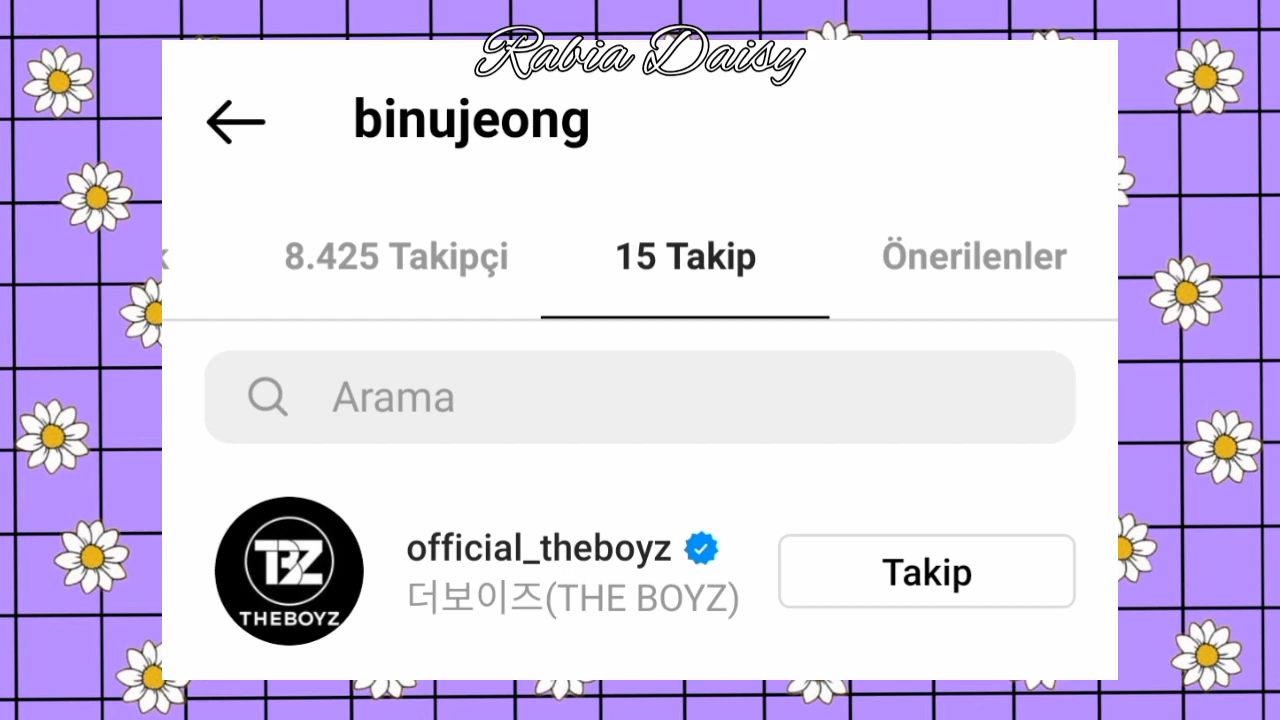 Rabia Daisy
binujeong
k 8.425 Takipçi 15 Takip Önerilenler
Arama
official_theboyz
더보이즈(THE BOYZ)
Takip
TBZ
THEBOYZ